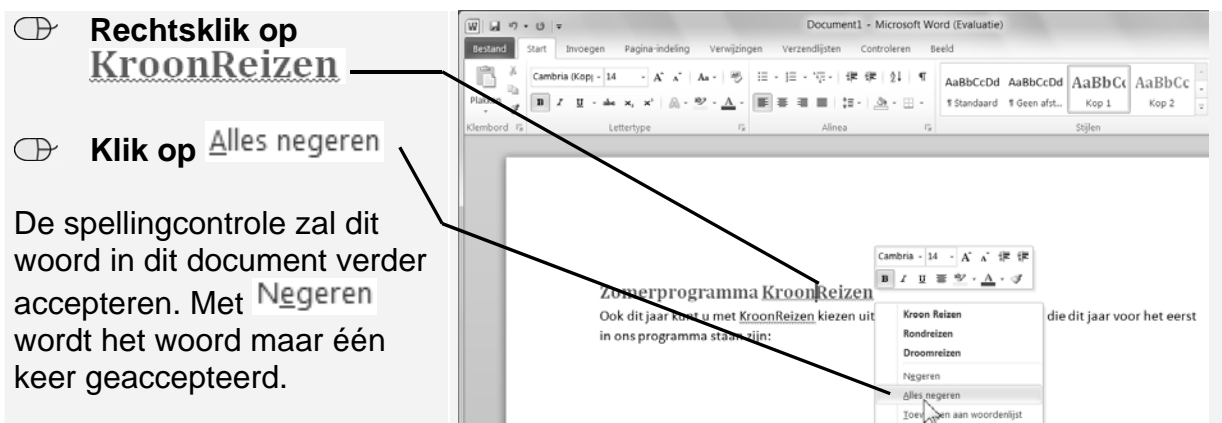 Rechtsklik op
KroonReizen
Klik op Alles negeren
De spellingcontrole zal dit
woord in dit document verder
accepteren. Met Negeren
wordt het woord maar één
keer geaccepteerd.
Document1 - Microsoft Word (Evaluatie)
Bestand Start Invoegen Pagina-indeling Verwijzingen Verzendlijsten Controleren Beeld
Cambria (Kopj 14
Plakken
AaBbCcDd AaBbCcDd AaBbCc AaBbCc
¶ Standaard ¶ Geen afst... Kop 1 Kop 2
Klembord Lettertype Alinea Stijlen
Cambria 14
Zomerprogramma KroonReizen
Ook dit jaar kunt u met KroonReizen kiezen uit die dit jaar voor het eerst
in ons programma staan zijn:
Kroon Reizen
Rondreizen
Droomreizen
Negeren
Alles negeren
Toevoegen aan woordenlijst